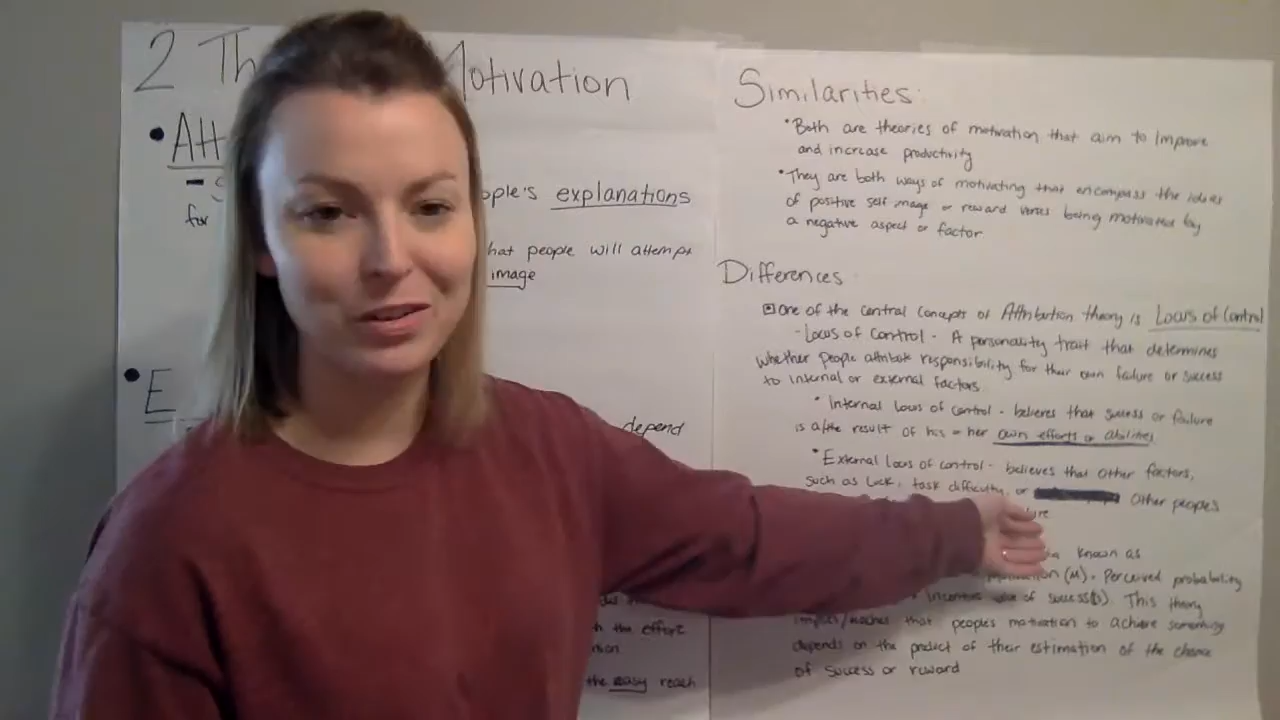 2 Th Motivation
• Att
ople's explanations
for
hat people will attempt
image
• E
depend
h the effort
the easy reach
Similarities:
• Both are theories of motivation that aim to improve
and increase productivity
• They are both ways of motivating that encompass the ideas
of positive self image or reward verses being motivated by
a negative aspect or factor
Differences
One of the central concepts of Attribution theory is Locus of Control
- Locus of Control - A personality trait that determines
whether people attribute responsibility for their own failure or success
to internal or external factors
• Internal locus of control - believes that success or failure
is a/the result of his or her own efforts or abilities
• External locus of control - believes that other factors,
such as luck, task difficulty, or other peoples
ure
known as
(M). Perceived probability
Incentive value of success(b). This theory
that people's motivation to achieve something
depends on the product of their estimation of the chance
of success or reward